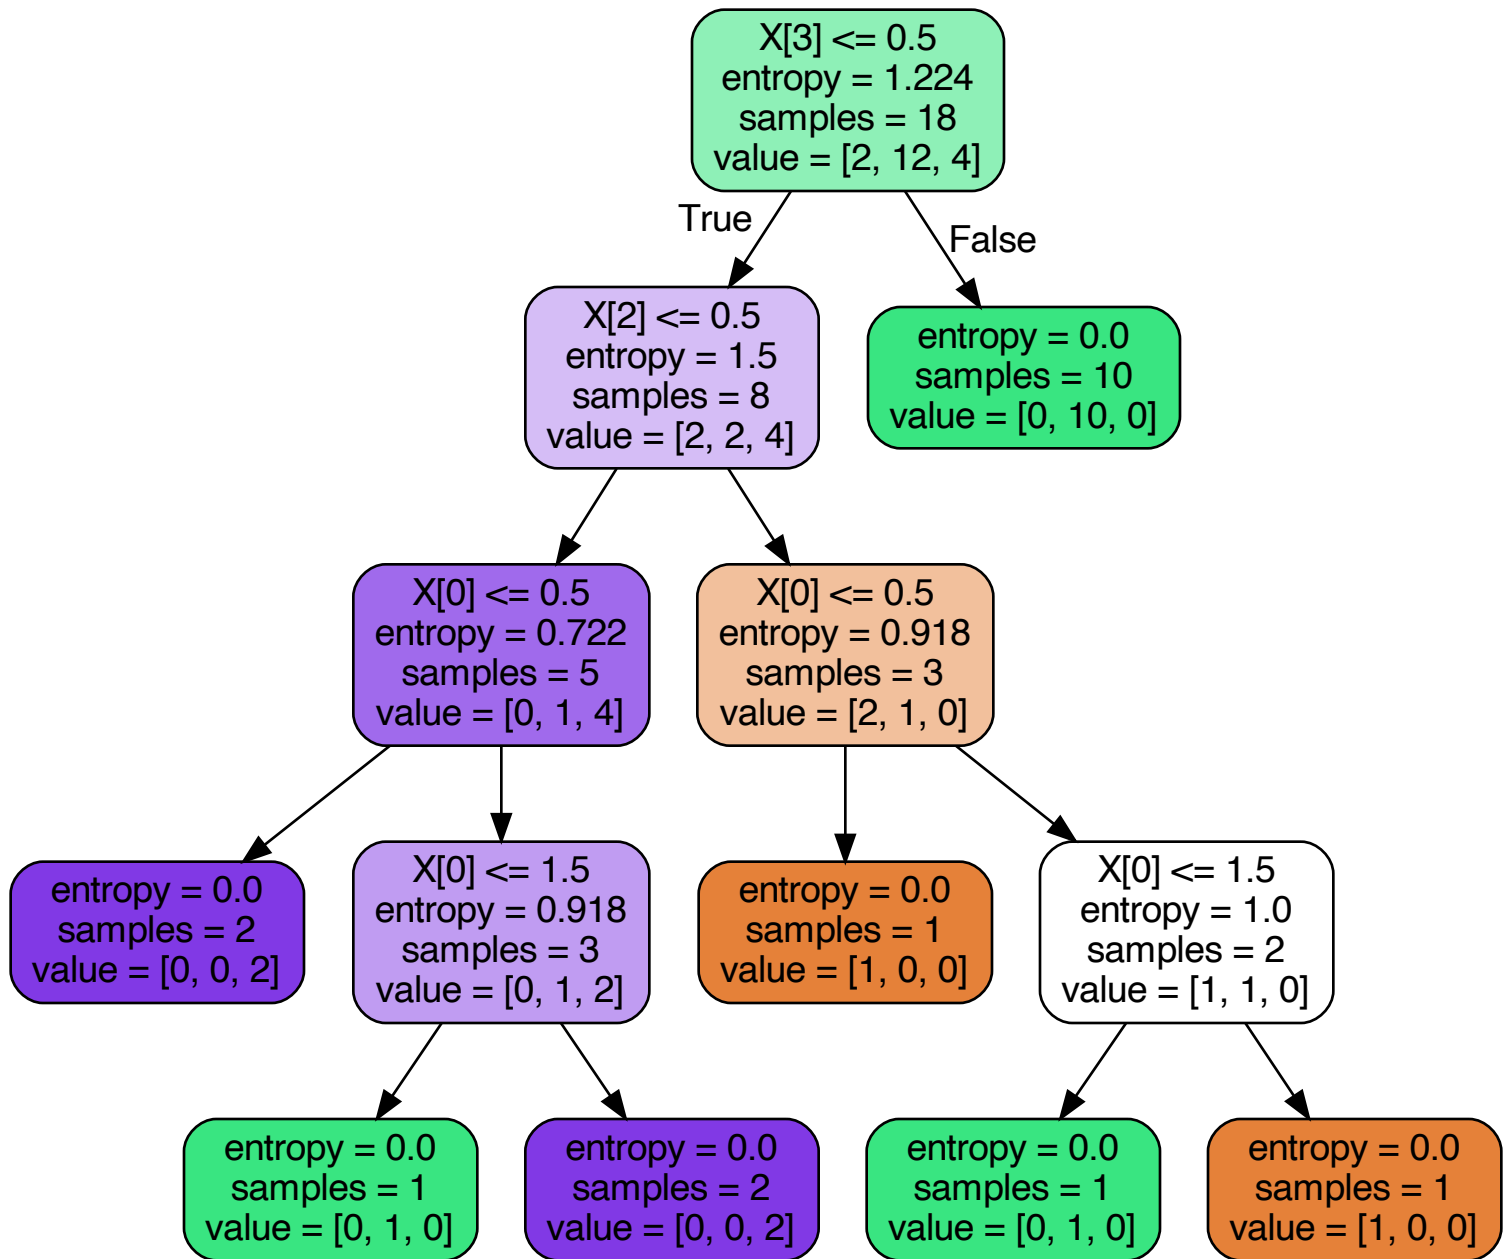 X[3] <= 0.5
entropy = 1.224
samples = 18
value = [2, 12, 4]
True
False
X[2] <= 0.5
entropy = 1.5
samples = 8
value = [2, 2, 4]
entropy = 0.0
samples = 10
value = [0, 10, 0]
X[0] <= 0.5
entropy = 0.722
samples = 5
value = [0, 1, 4]
X[0] <= 0.5
entropy = 0.918
samples = 3
value = [2, 1, 0]
entropy = 0.0
samples = 2
value = [0, 0, 2]
X[0] <= 1.5
entropy = 0.918
samples = 3
value = [0, 1, 2]
entropy = 0.0
samples = 1
value = [1, 0, 0]
X[0] <= 1.5
entropy = 1.0
samples = 2
value = [1, 1, 0]
entropy = 0.0
samples = 1
value = [0, 1, 0]
entropy = 0.0
samples = 2
value = [0, 0, 2]
entropy = 0.0
samples = 1
value = [0, 1, 0]
entropy = 0.0
samples = 1
value = [1, 0, 0]